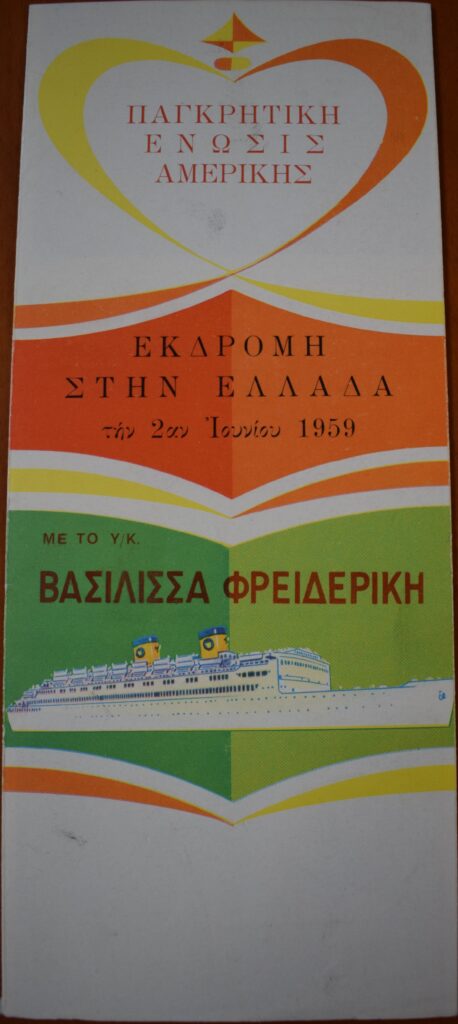 ΠΑΓΚΡΗΤΙΚΗ
ΕΝΩΣΙΣ
ΑΜΕΡΙΚΗΣ
ΕΚΔΡΟΜΗ
ΣΤΗΝ ΕΛΛΑΔΑ
τήν 2αν Ἰουνίου 1959
ΜΕ ΤΟ Υ/Κ.
ΒΑΣΙΛΙΣΣΑ ΦΡΕΙΔΕΡΙΚΗ